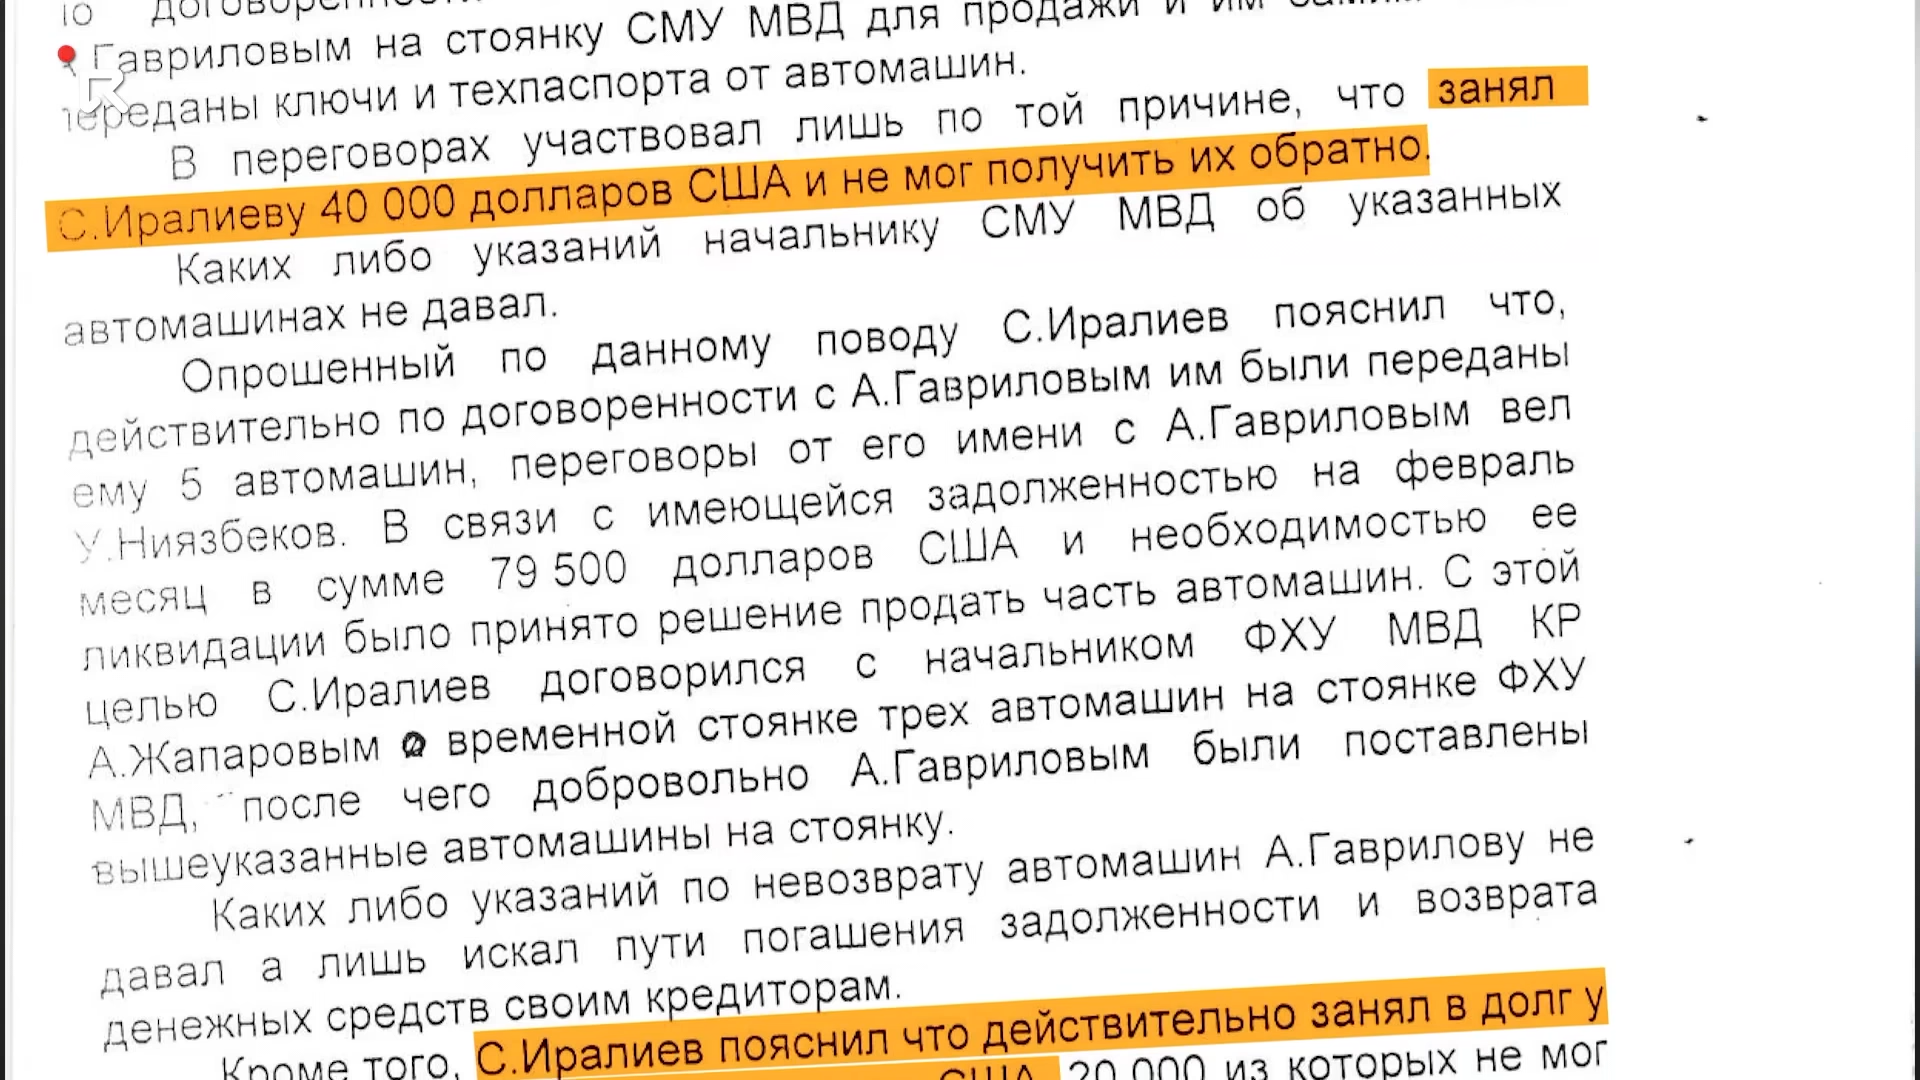 ю договоренности
Гавриловым на стоянку СМУ МВД для продажи и им
переданы ключи и техпаспорта от автомашин.
В переговорах участвовал лишь по той причине, что занял
С.Иралиеву 40 000 долларов США и не мог получить их обратно.
Каких либо указаний начальнику СМУ МВД об указанных
автомашинах не давал.
Опрошенный по данному поводу С.Иралиев пояснил что,
действительно по договоренности с А.Гавриловым им были переданы
ему 5 автомашин, переговоры от его имени с А.Гавриловым вел
У.Ниязбеков. В связи с имеющейся задолженностью на февраль
месяц в сумме 79 500 долларов США и необходимостью ее
ликвидации было принято решение продать часть автомашин. С этой
целью С.Иралиев договорился с начальником ФХУ МВД КР
А.Жапаровым о временной стоянке трех автомашин на стоянке ФХУ
МВД, после чего добровольно А.Гавриловым были поставлены
вышеуказанные автомашины на стоянку.
Каких либо указаний по невозврату автомашин А.Гаврилову не
давал а лишь искал пути погашения задолженности и возврата
денежных средств своим кредиторам.
Кроме того, С.Иралиев пояснил что действительно занял в долг у
США 20 000 из которых не мог